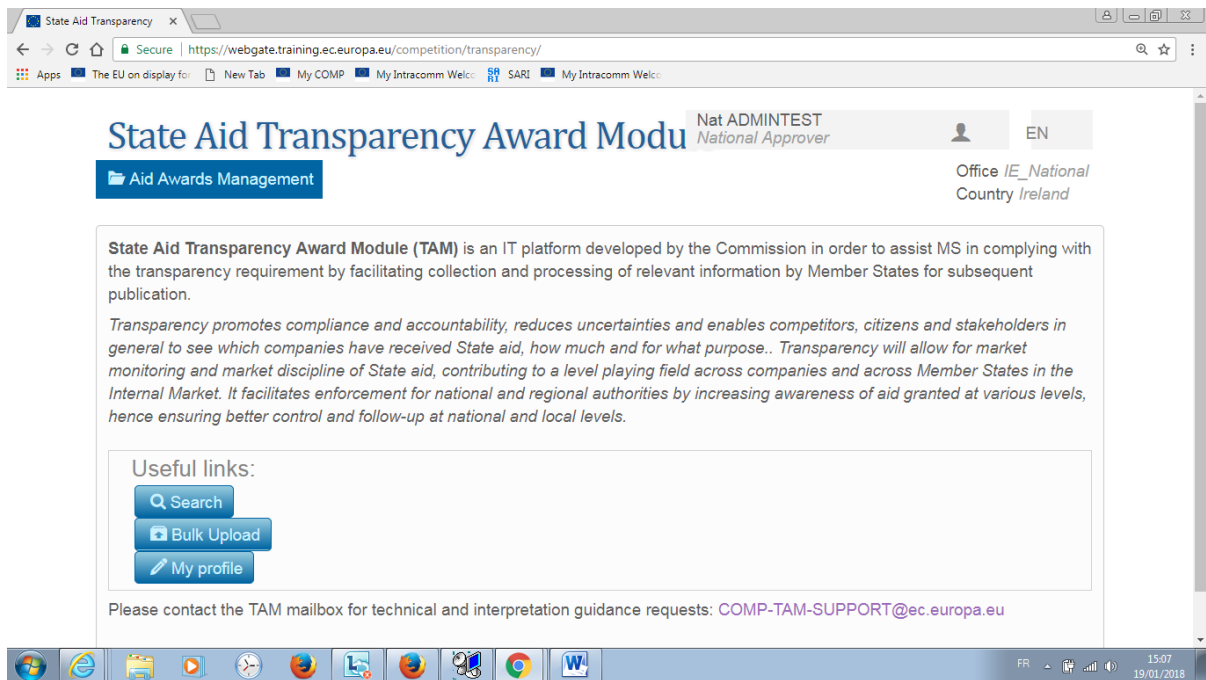 State Aid Transparency
Secure | https://webgate.training.ec.europa.eu/competition/transparency/
Apps The EU on display for New Tab My COMP My Intracomm Welc SARI My Intracomm Welc
State Aid Transparency Award Modu
Nat ADMINTEST
National Approver
EN
Aid Awards Management
Office IE_National
Country Ireland
State Aid Transparency Award Module (TAM) is an IT platform developed by the Commission in order to assist MS in complying with
the transparency requirement by facilitating collection and processing of relevant information by Member States for subsequent
publication.
Transparency promotes compliance and accountability, reduces uncertainties and enables competitors, citizens and stakeholders in
general to see which companies have received State aid, how much and for what purpose.. Transparency will allow for market
monitoring and market discipline of State aid, contributing to a level playing field across companies and across Member States in the
Internal Market. It facilitates enforcement for national and regional authorities by increasing awareness of aid granted at various levels,
hence ensuring better control and follow-up at national and local levels.
Useful links:
Search
Bulk Upload
My profile
Please contact the TAM mailbox for technical and interpretation guidance requests: COMP-TAM-SUPPORT@ec.europa.eu
FR
15:07
19/01/2018